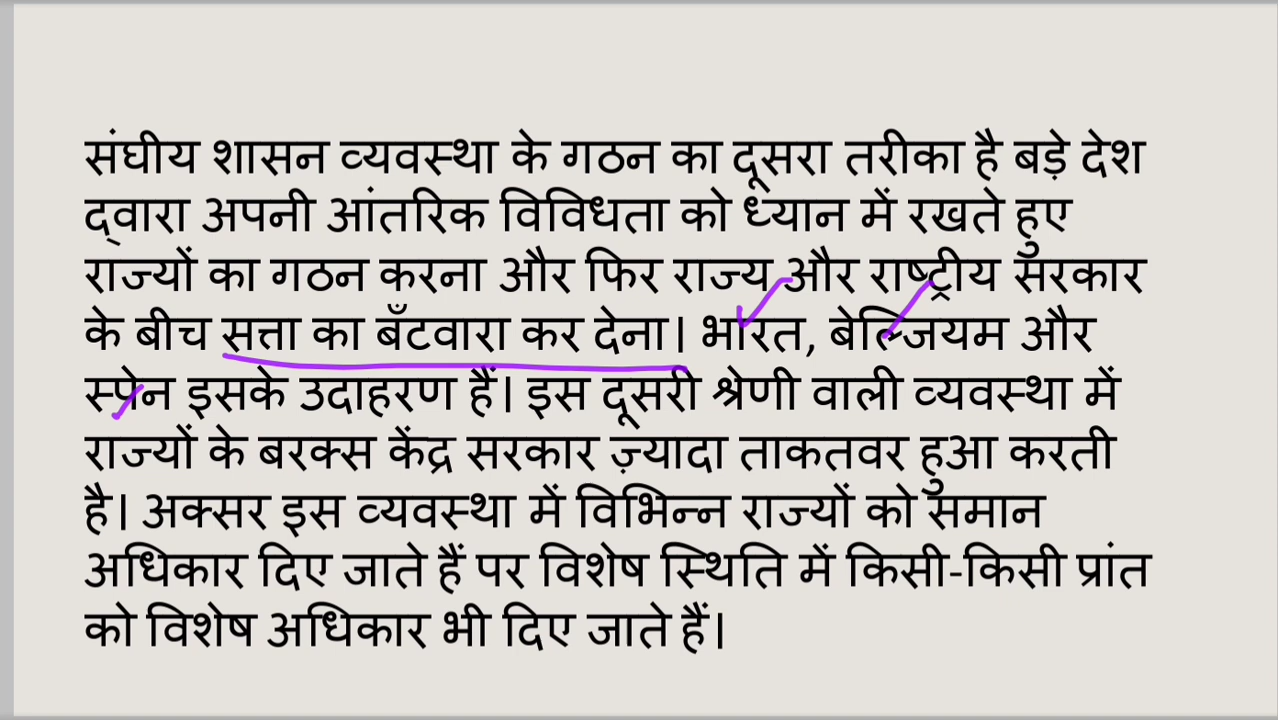 संघीय शासन व्यवस्था के गठन का दूसरा तरीका है बड़े देश
द्वारा अपनी आंतरिक विविधता को ध्यान में रखते हुए
राज्यों का गठन करना और फिर राज्य और राष्ट्रीय सरकार
के बीच सत्ता का बँटवारा कर देना। भारत, बेल्जियम और
स्पेन इसके उदाहरण हैं। इस दूसरी श्रेणी वाली व्यवस्था में
राज्यों के बरक्स केंद्र सरकार ज़्यादा ताकतवर हुआ करती
है। अक्सर इस व्यवस्था में विभिन्न राज्यों को समान
अधिकार दिए जाते हैं पर विशेष स्थिति में किसी-किसी प्रांत
को विशेष अधिकार भी दिए जाते हैं।